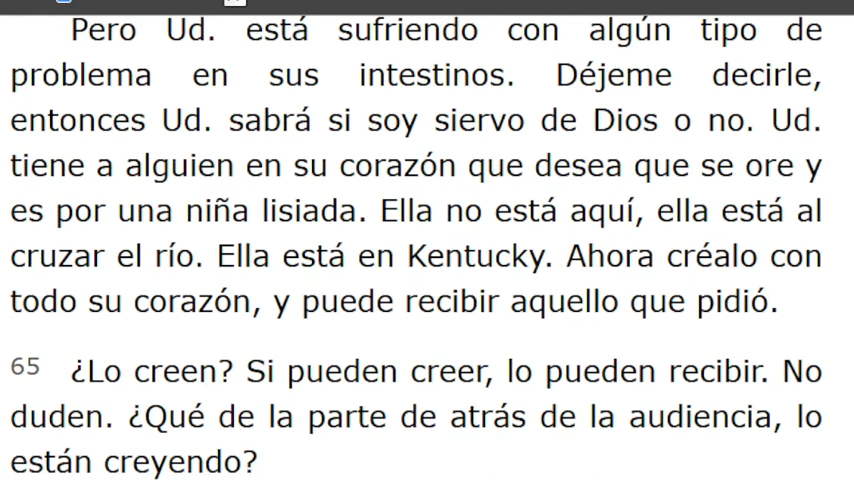 Pero Ud. está sufriendo con algún tipo de
problema en sus intestinos. Déjeme decirle,
entonces Ud. sabrá si soy siervo de Dios o no. Ud.
tiene a alguien en su corazón que desea que se ore y
es por una niña lisiada. Ella no está aquí, ella está al
cruzar el río. Ella está en Kentucky. Ahora créalo con
todo su corazón, y puede recibir aquello que pidió.
65 ¿Lo creen? Si pueden creer, lo pueden recibir. No
duden. ¿Qué de la parte de atrás de la audiencia, lo
están creyendo?